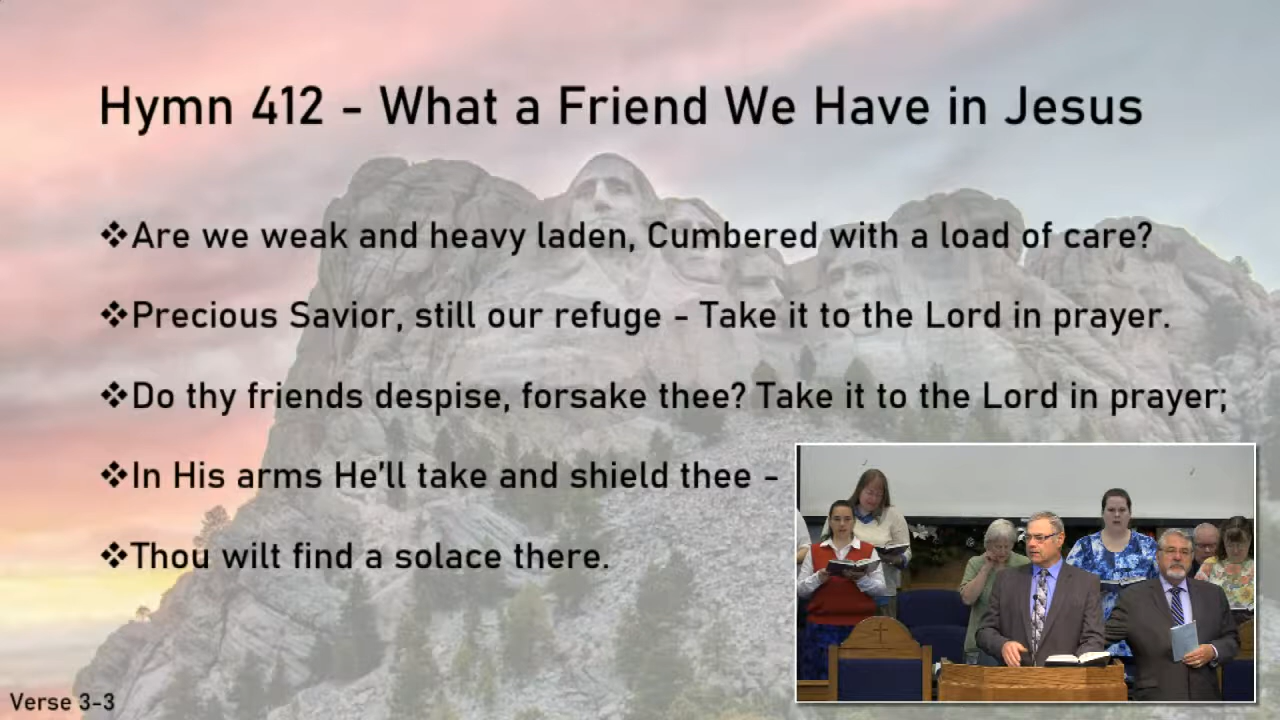 Hymn 412 - What a Friend We Have in Jesus
❖Are we weak and heavy laden, Cumbered with a load of care?
❖Precious Savior, still our refuge - Take it to the Lord in prayer.
❖Do thy friends despise, forsake thee? Take it to the Lord in prayer;
❖In His arms He'll take and shield thee -
❖Thou wilt find a solace there.
Verse 3-3